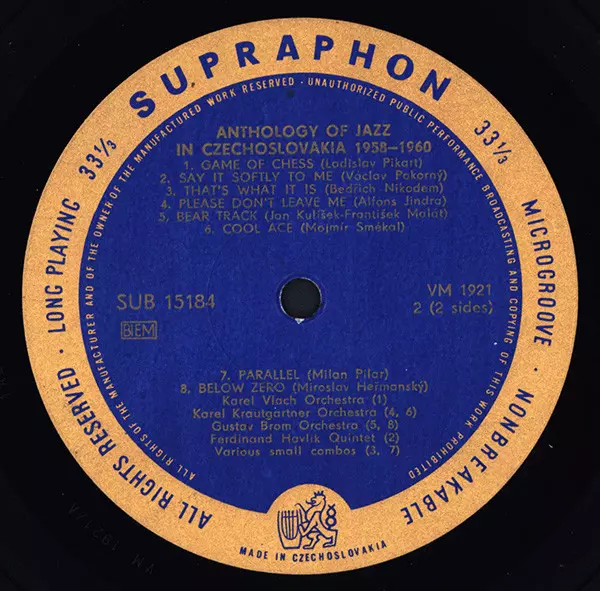 SUPRAPHON
ALL RIGHTS RESERVED · LONG PLAYING 33⅓
33⅓ MICROGROOVE · NONBREAKABLE
ALL RIGHTS OF THE MANUFACTURER AND OF THE OWNER OF THE MANUFACTURED WORK RESERVED · UNAUTHORIZED PUBLIC PERFORMANCE BROADCASTING AND COPYING OF THIS WORK PROHIBITED
ANTHOLOGY OF JAZZ
IN CZECHOSLOVAKIA 1958—1960
1. GAME OF CHESS (Ladislav Pikart)
2. SAY IT SOFTLY TO ME (Václav Pokorný)
3. THAT'S WHAT IT IS (Bedřich Nikodem)
4. PLEASE DON'T LEAVE ME (Alfons Jindra)
5. BEAR TRACK (Jan Kulíšek-František Malát)
6. COOL ACE (Mojmír Smékal)
SUB 15184
VM 1921
BIEM
2 (2 sides)
7. PARALLEL (Milan Pilar)
8. BELOW ZERO (Miroslav Heřmanský)
Karel Vlach Orchestra (1)
Karel Krautgärtner Orchestra (4, 6)
Gustav Brom Orchestra (5, 8)
Ferdinand Havlík Quintet (2)
Various small combos (3, 7)
MADE IN CZECHOSLOVAKIA